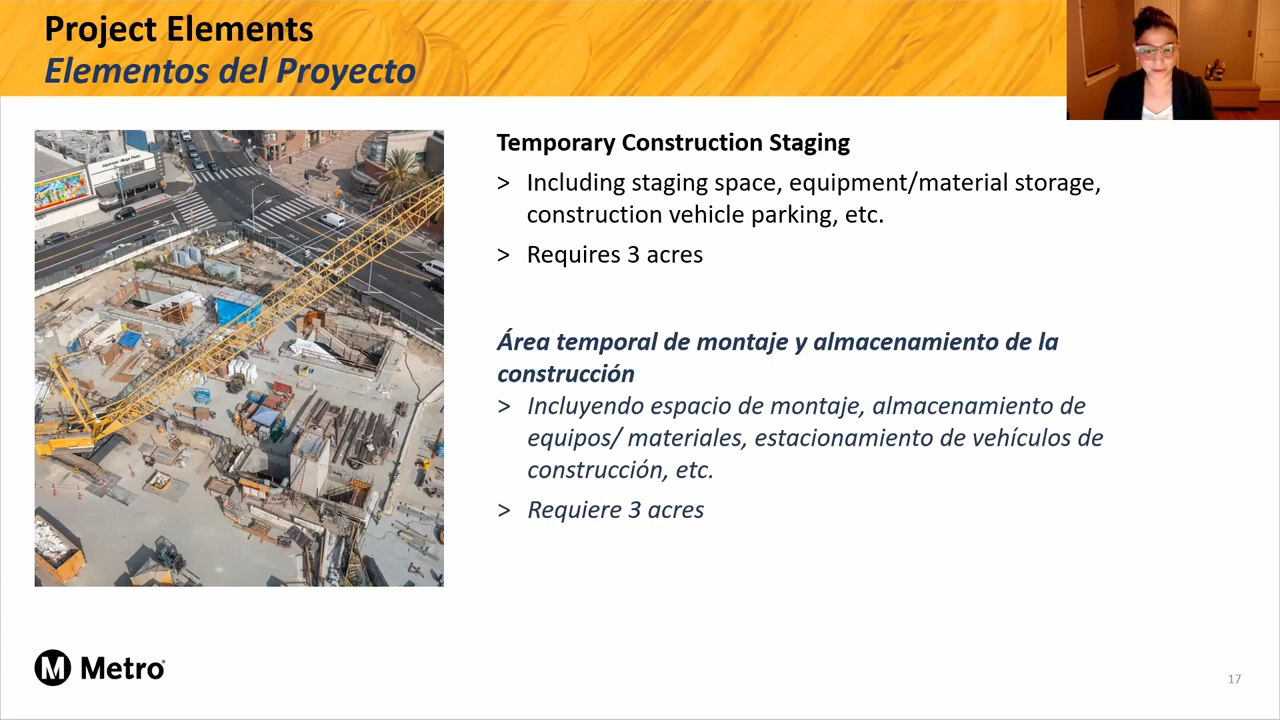 Project Elements
Elementos del Proyecto
Temporary Construction Staging
> Including staging space, equipment/material storage,
construction vehicle parking, etc.
> Requires 3 acres
Área temporal de montaje y almacenamiento de la
construcción
> Incluyendo espacio de montaje, almacenamiento de
equipos/ materiales, estacionamiento de vehículos de
construcción, etc.
> Requiere 3 acres
M Metro
17